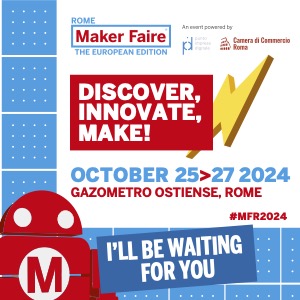 ROME
Maker Faire
THE EUROPEAN EDITION
An event powered by
Camera di Commercio
Roma
DISCOVER,
INNOVATE,
MAKE!
OCTOBER 25>27 2024
GAZOMETRO OSTIENSE, ROME
#MFR2024
I'LL BE WAITING
FOR YOU
M